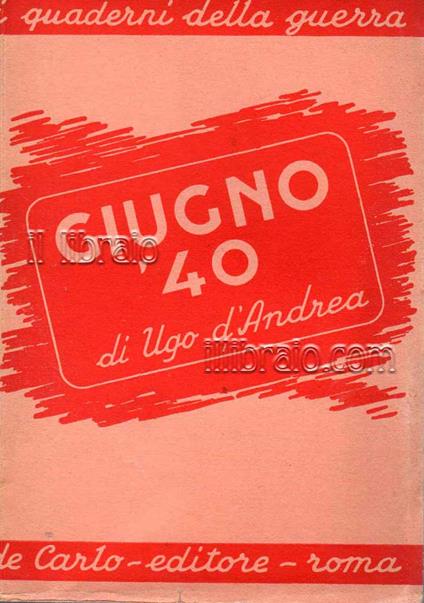 i quaderni della guerra
GIUGNO
il libraio
'40
di Ugo d'Andrea
illibraio.com
de Carlo-editore-roma